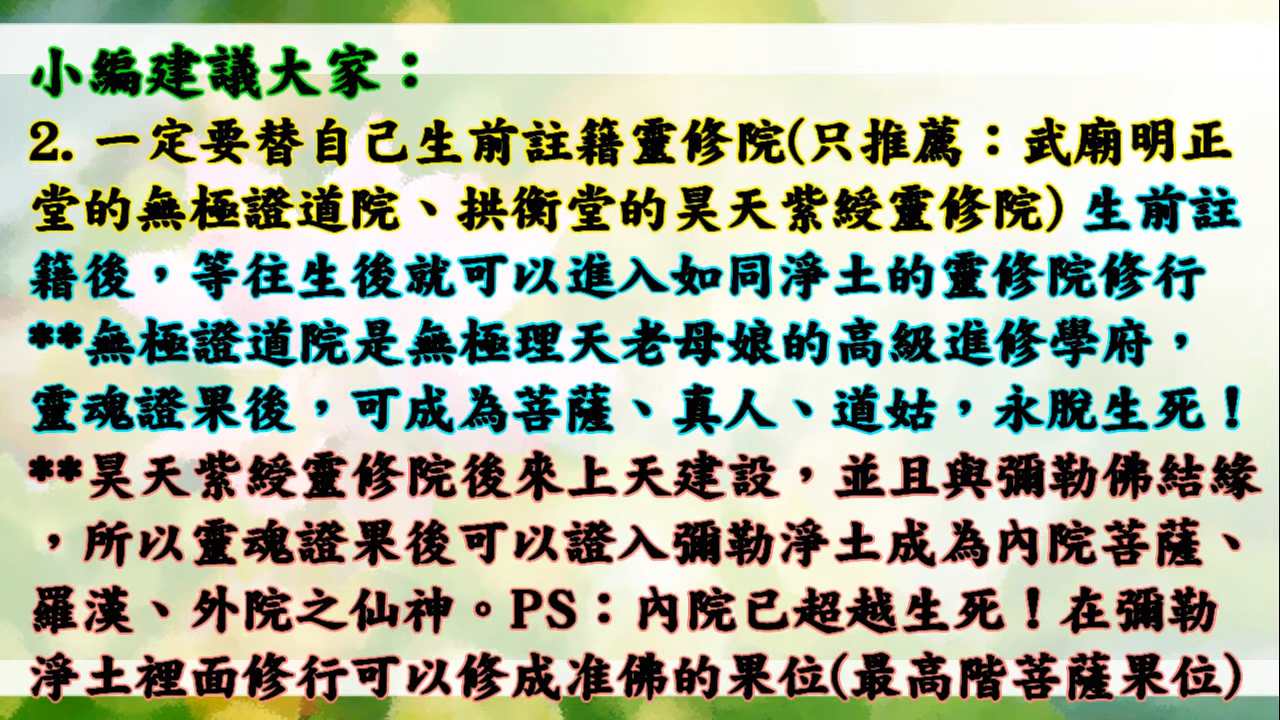 小編建議大家：
2. 一定要替自己生前註籍靈修院(只推薦：武廟明正
堂的無極證道院、拱衡堂的昊天紫綬靈修院) 生前註
籍後，等往生後就可以進入如同淨土的靈修院修行
**無極證道院是無極理天老母娘的高級進修學府，
靈魂證果後，可成為菩薩、真人、道姑，永脫生死！
**昊天紫綬靈修院後來上天建設，並且與彌勒佛結緣
，所以靈魂證果後可以證入彌勒淨土成為內院菩薩、
羅漢、外院之仙神。PS：內院已超越生死！在彌勒
淨土裡面修行可以修成准佛的果位(最高階菩薩果位)